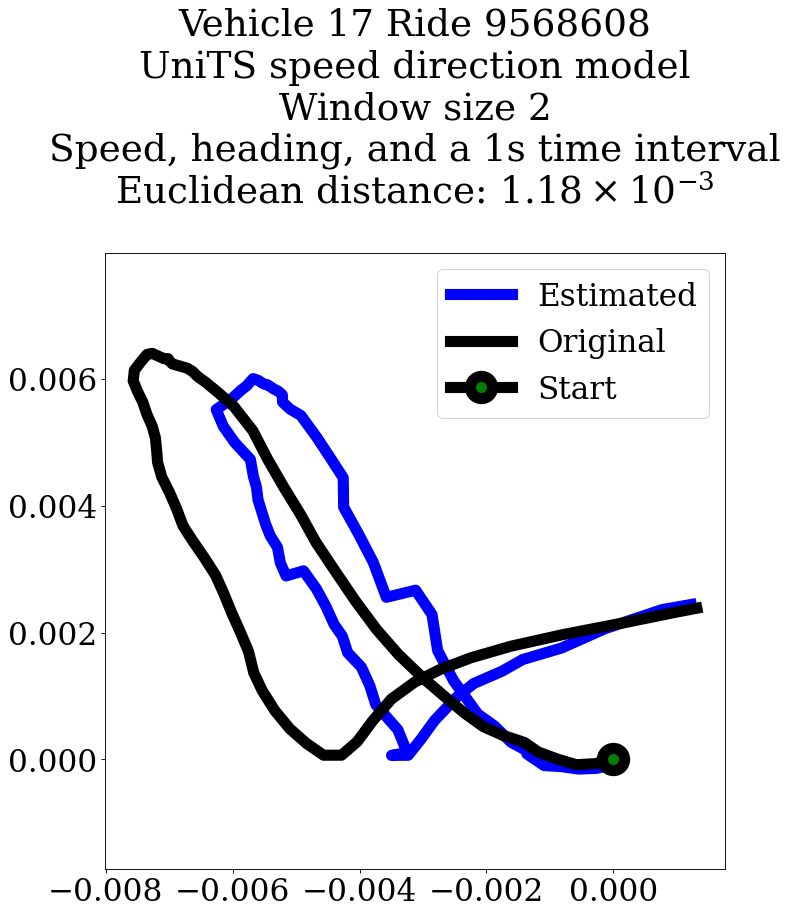 Vehicle 17 Ride 9568608
UniTS speed direction model
Window size 2
Speed, heading, and a 1s time interval
Euclidean distance: 1.18 × 10⁻³
Estimated
Original
Start
0.006
0.004
0.002
0.000
−0.008 −0.006 −0.004 −0.002 0.000